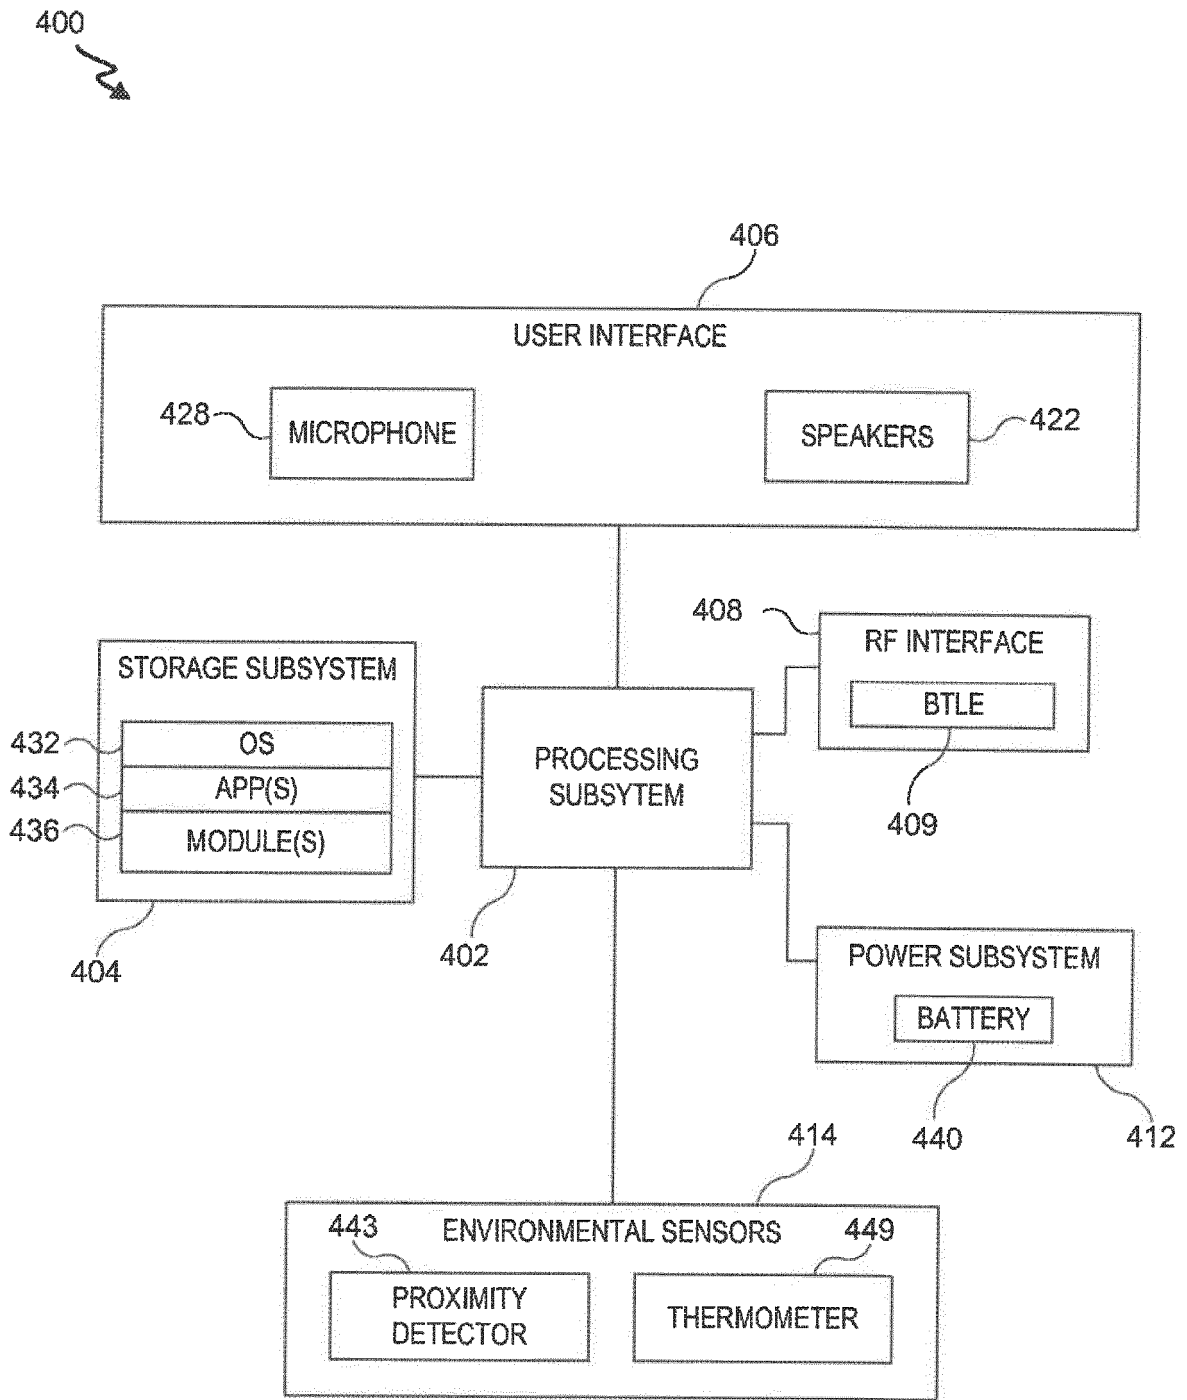 400
406
USER INTERFACE
428
MICROPHONE
SPEAKERS
422
408
RF INTERFACE
BTLE
409
STORAGE SUBSYSTEM
432
OS
434
APP(S)
436
MODULE(S)
404
PROCESSING
SUBSYTEM
402
POWER SUBSYSTEM
BATTERY
440
412
414
ENVIRONMENTAL SENSORS
443
PROXIMITY
DETECTOR
449
THERMOMETER